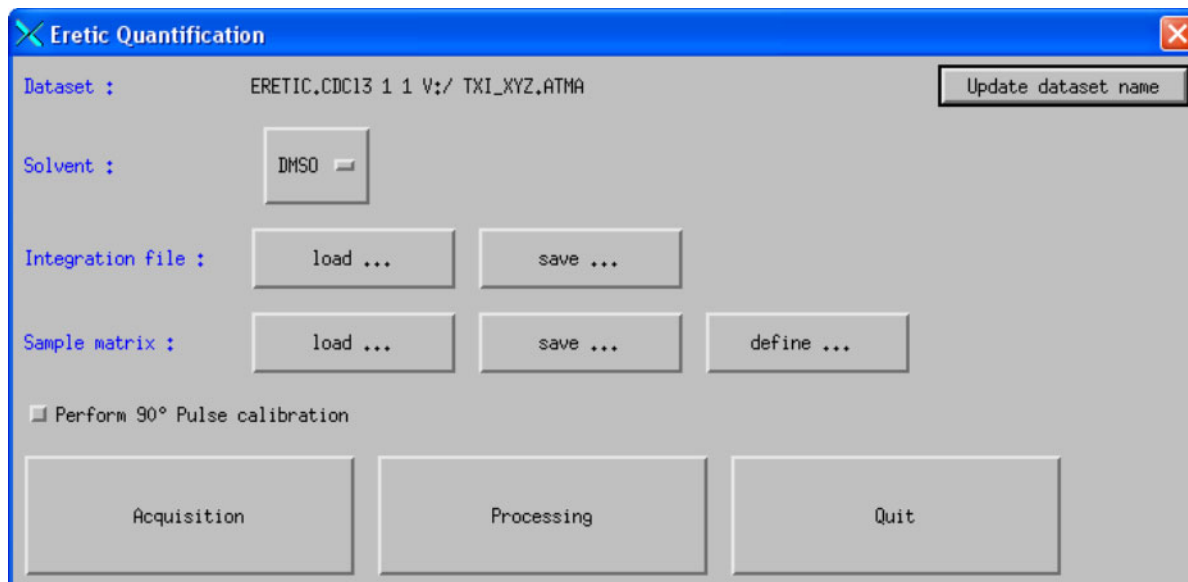 Eretic Quantification
Dataset : ERETIC.CDCl3 1 1 V:/ TXI_XYZ.ATMA Update dataset name
Solvent : DMSO
Integration file : load ... save ...
Sample matrix : load ... save ... define ...
Perform 90° Pulse calibration
Acquisition Processing Quit